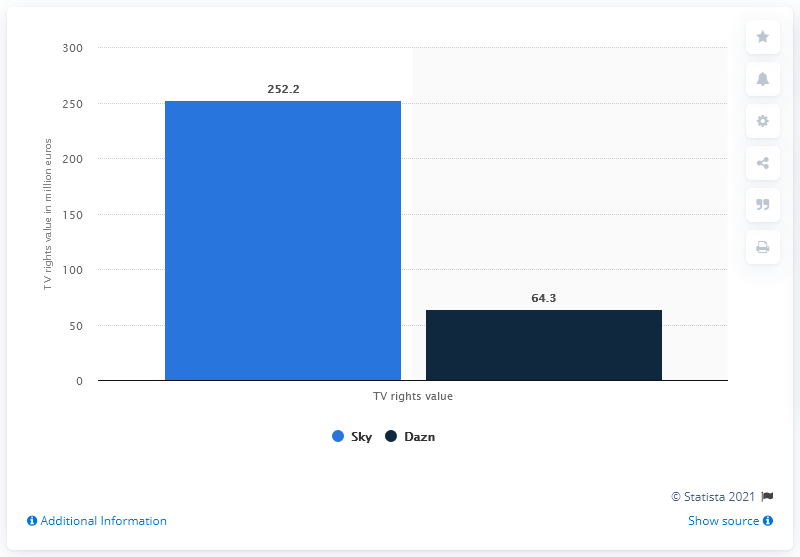 300
250
200
150
100
50
0
TV rights value in million euros
252.2
64.3
TV rights value
Sky
Dazn
© Statista 2021
Additional Information
Show source